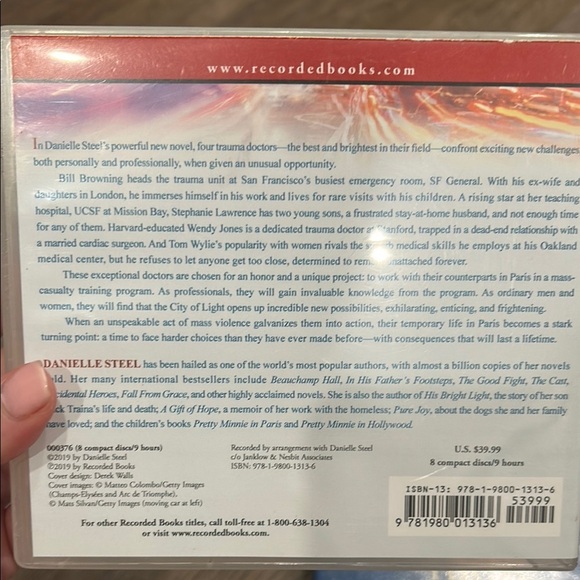 www.recordedbooks.com
In Danielle Steel's powerful new novel, four trauma doctors—the best and brightest in their field—confront exciting new challenges
both personally and professionally, when given an unusual opportunity.
Bill Browning heads the trauma unit at San Francisco's busiest emergency room, SF General. With his ex-wife and
daughters in London, he immerses himself in his work and lives for rare visits with his children. A rising star at her teaching
hospital, UCSF at Mission Bay, Stephanie Lawrence has two young sons, a frustrated stay-at-home husband, and not enough time
for any of them. Harvard-educated Wendy Jones is a dedicated trauma doctor at Stanford, trapped in a dead-end relationship with
a married cardiac surgeon. And Tom Wylie's popularity with women rivals the medical skills he employs at his Oakland
medical center, but he refuses to let anyone get too close, determined to unattached forever.
These exceptional doctors are chosen for an honor and a unique project: to work with their counterparts in Paris in a mass-
casualty training program. As professionals, they will gain invaluable knowledge from the program. As ordinary men and
women, they will find that the City of Light opens up incredible new possibilities, exhilarating, enticing, and frightening.
When an unspeakable act of mass violence galvanizes them into action, their temporary life in Paris becomes a stark
turning point: a time to face harder choices than they have ever made before—with consequences that will last a lifetime.
DANIELLE STEEL has been hailed as one of the world's most popular authors, with almost a billion copies of her novels
Her many international bestsellers include Beauchamp Hall, In His Father's Footsteps, The Good Fight, The Cast,
Heroes, Fall From Grace, and other highly acclaimed novels. She is also the author of His Bright Light, the story of her son
Traina's life and death; A Gift of Hope, a memoir of her work with the homeless; Pure Joy, about the dogs she and her family
have loved; and the children's books Pretty Minnie in Paris and Pretty Minnie in Hollywood.
000376 (8 compact discs/9 hours)
©2019 by Danielle Steel
℗2019 by Recorded Books
Cover design: Derek Walls
Cover images: © Matteo Colombo/Getty Images
(Champs-Elysées and Arc de Triomphe),
© Mats Silvan/Getty Images (moving car at left)
Recorded by arrangement with Danielle Steel
c/o Janklow & Nesbit Associates
ISBN: 978-1-9800-1313-6
U.S. $39.99
8 compact discs/9 hours
ISBN-13: 978-1-9800-1313-6
53999
9 781980 013136
For other Recorded Books titles, call toll-free at 1-800-638-1304
or visit www.recordedbooks.com.